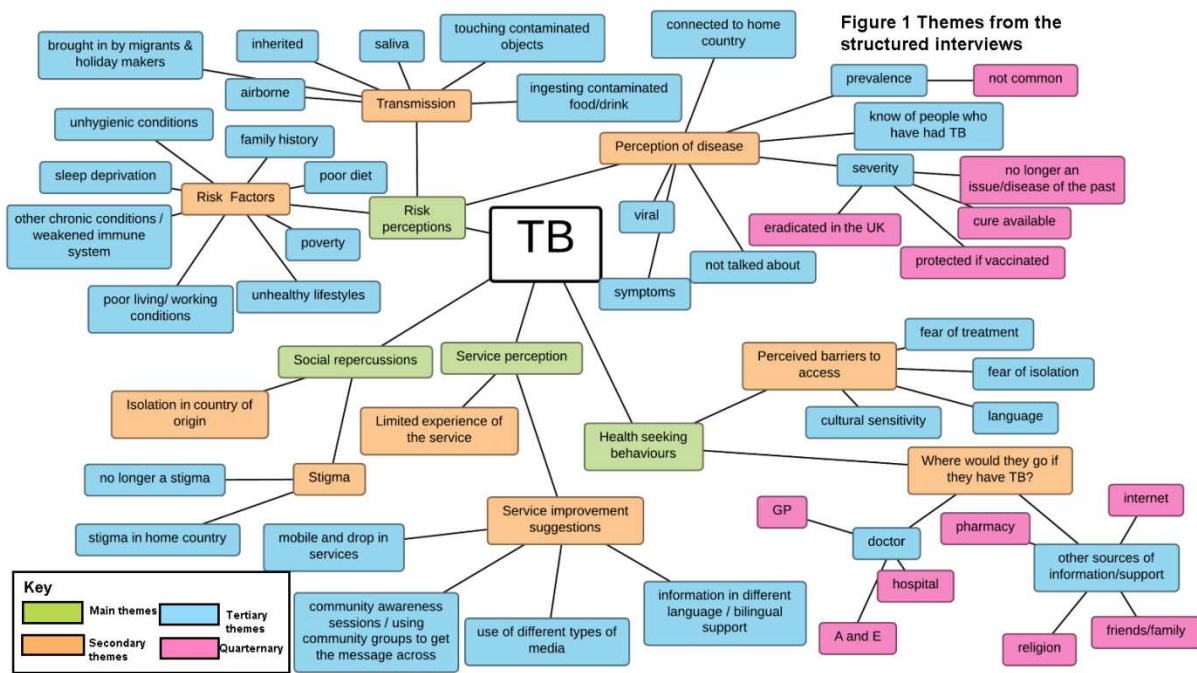 Figure 1 Themes from the
structured interviews
brought in by migrants &
holiday makers
inherited
saliva
touching contaminated
objects
airborne
Transmission
ingesting contaminated
food/drink
connected to home
country
prevalence
not common
know of people who
have had TB
Perception of disease
severity
no longer an
issue/disease of the past
cure available
eradicated in the UK
protected if vaccinated
viral
not talked about
symptoms
unhygienic conditions
family history
sleep deprivation
poor diet
Risk Factors
other chronic conditions /
weakened immune
system
poverty
poor living/ working
conditions
unhealthy lifestyles
Risk
perceptions
TB
Social repercussions
Service perception
Isolation in country of
origin
Limited experience of
the service
no longer a stigma
Stigma
stigma in home country
Service improvement
suggestions
mobile and drop in
services
community awareness
sessions / using
community groups to get
the message across
use of different types of
media
information in different
language / bilingual
support
Health seeking
behaviours
Perceived barriers to
access
fear of treatment
fear of isolation
language
cultural sensitivity
Where would they go if
they have TB?
GP
doctor
hospital
A and E
pharmacy
internet
other sources of
information/support
religion
friends/family
Key
Main themes
Tertiary
themes
Secondary
themes
Quarternary